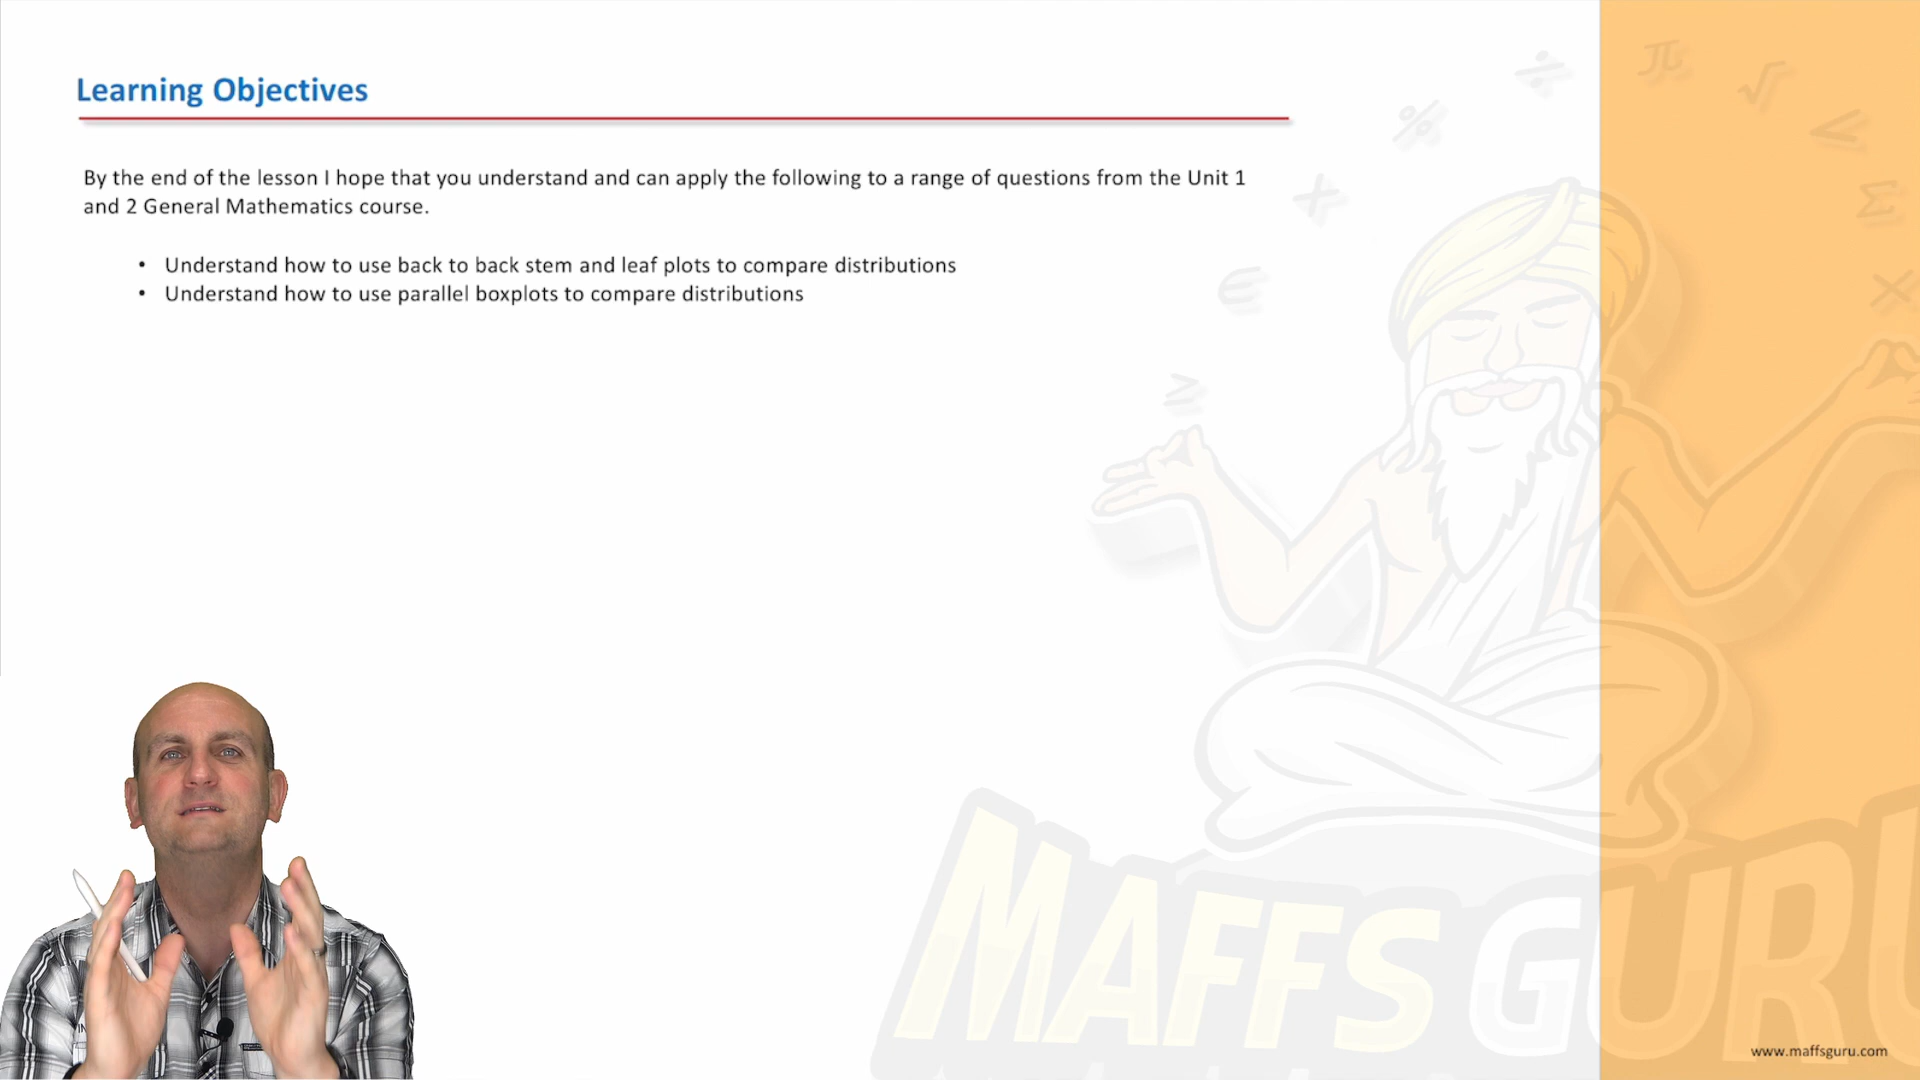 Learning Objectives
By the end of the lesson I hope that you understand and can apply the following to a range of questions from the Unit 1
and 2 General Mathematics course.
• Understand how to use back to back stem and leaf plots to compare distributions
• Understand how to use parallel boxplots to compare distributions
÷ π √ %
<
+ Σ
∈ ×
≥
MAFFS GURU
www.maffsguru.com